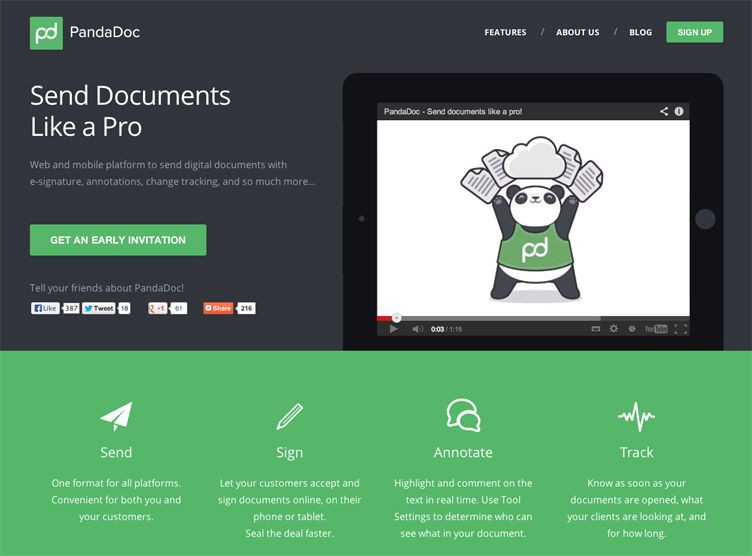 pd PandaDoc
FEATURES / ABOUT US / BLOG SIGN UP
Send Documents
Like a Pro
Web and mobile platform to send digital documents with
e-signature, annotations, change tracking, and so much more...
GET AN EARLY INVITATION
Tell your friends about PandaDoc!
Like 387 Tweet 18 +1 61 Share 216
PandaDoc - Send documents like a pro!
pd
0:03 / 1:15 YouTube
Send
One format for all platforms.
Convenient for both you and
your customers.
Sign
Let your customers accept and
sign documents online, on their
phone or tablet.
Seal the deal faster.
Annotate
Highlight and comment on the
text in real time. Use Tool
Settings to determine who can
see what in your document.
Track
Know as soon as your
documents are opened, what
your clients are looking at, and
for how long.